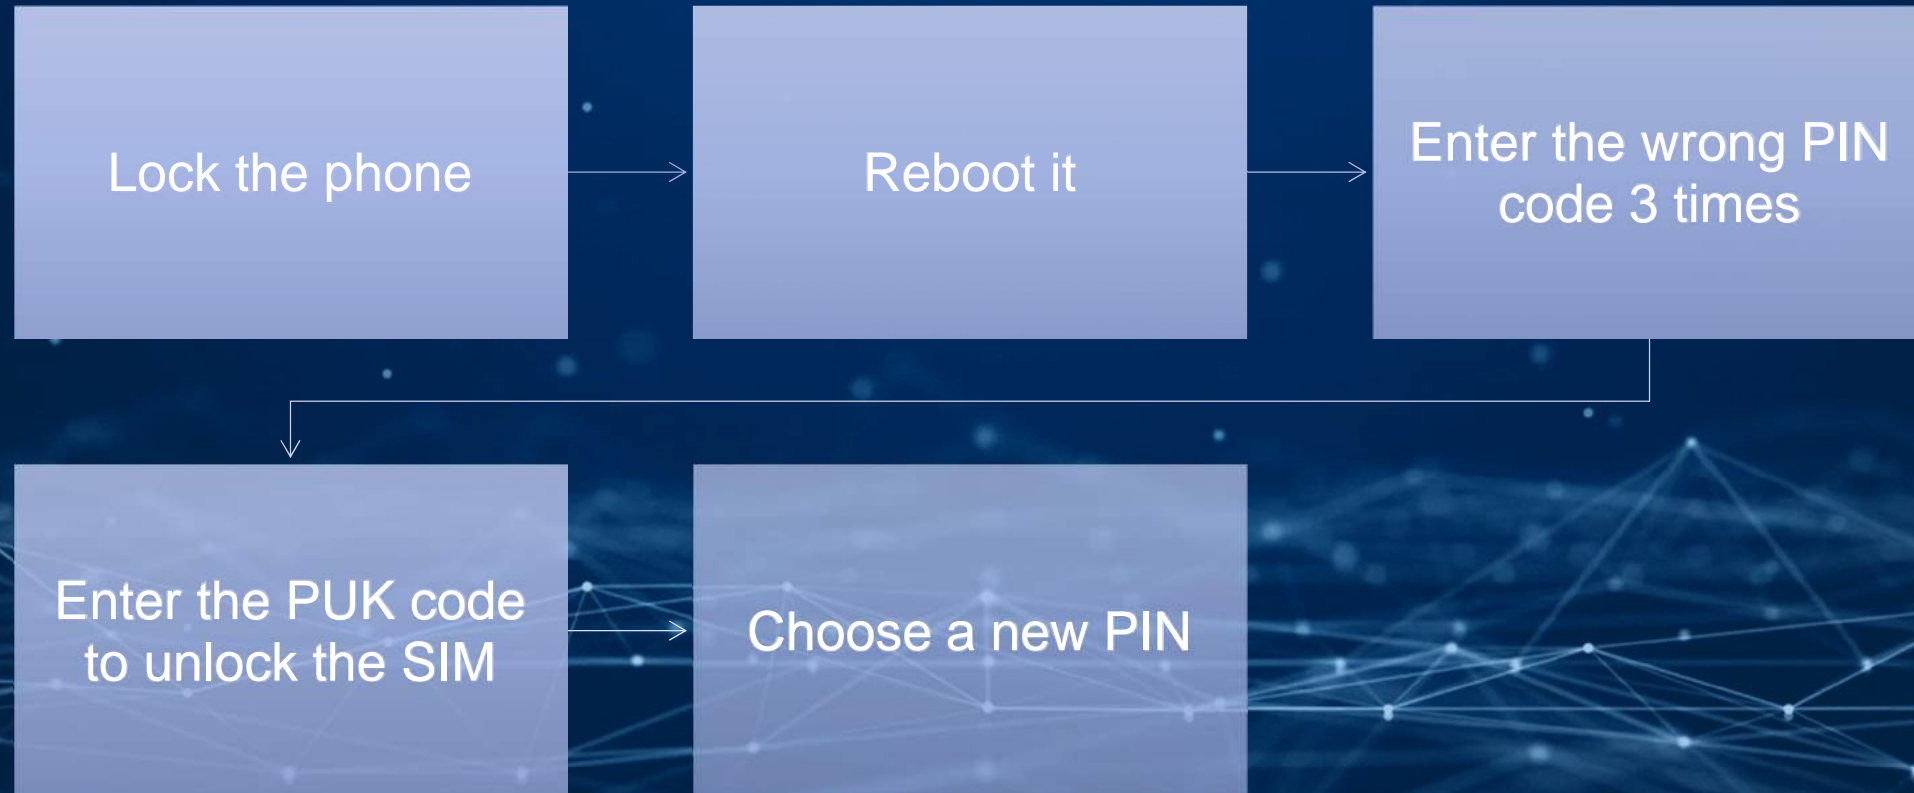 Lock the phone
Reboot it
Enter the wrong PIN
code 3 times
Enter the PUK code
to unlock the SIM
Choose a new PIN